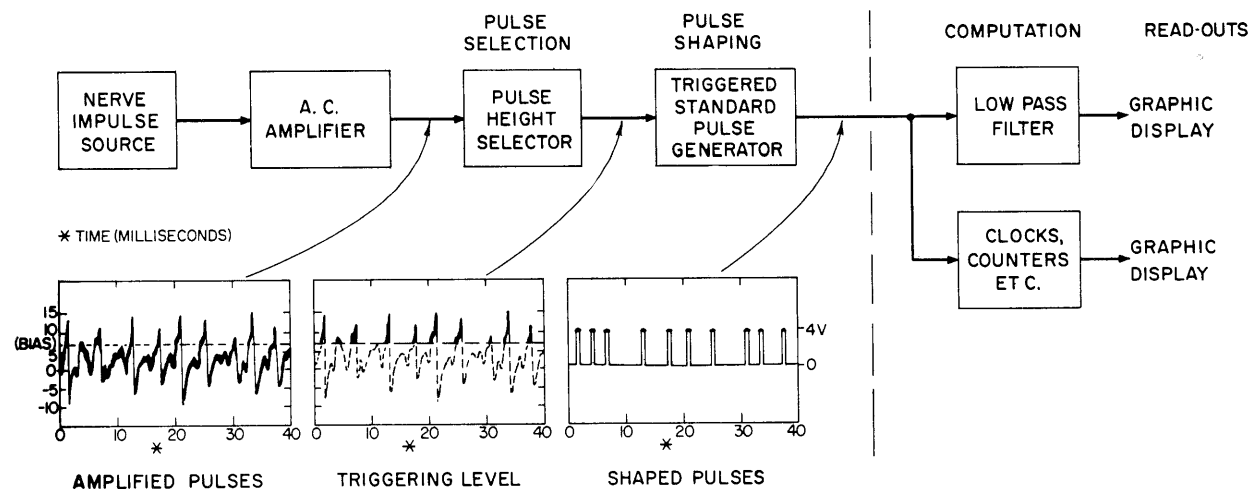 PULSE
SELECTION
PULSE
SHAPING
COMPUTATION
READ-OUTS
NERVE
IMPULSE
SOURCE
A. C.
AMPLIFIER
PULSE
HEIGHT
SELECTOR
TRIGGERED
STANDARD
PULSE
GENERATOR
LOW PASS
FILTER
GRAPHIC
DISPLAY
* TIME (MILLISECONDS)
CLOCKS,
COUNTERS
ETC.
GRAPHIC
DISPLAY
15
10
(BIAS)
5
0
-5
-10
0 10 20 30 40
*
AMPLIFIED PULSES
0 10 20 30 40
*
TRIGGERING LEVEL
4V
0
0 10 20 30 40
*
SHAPED PULSES